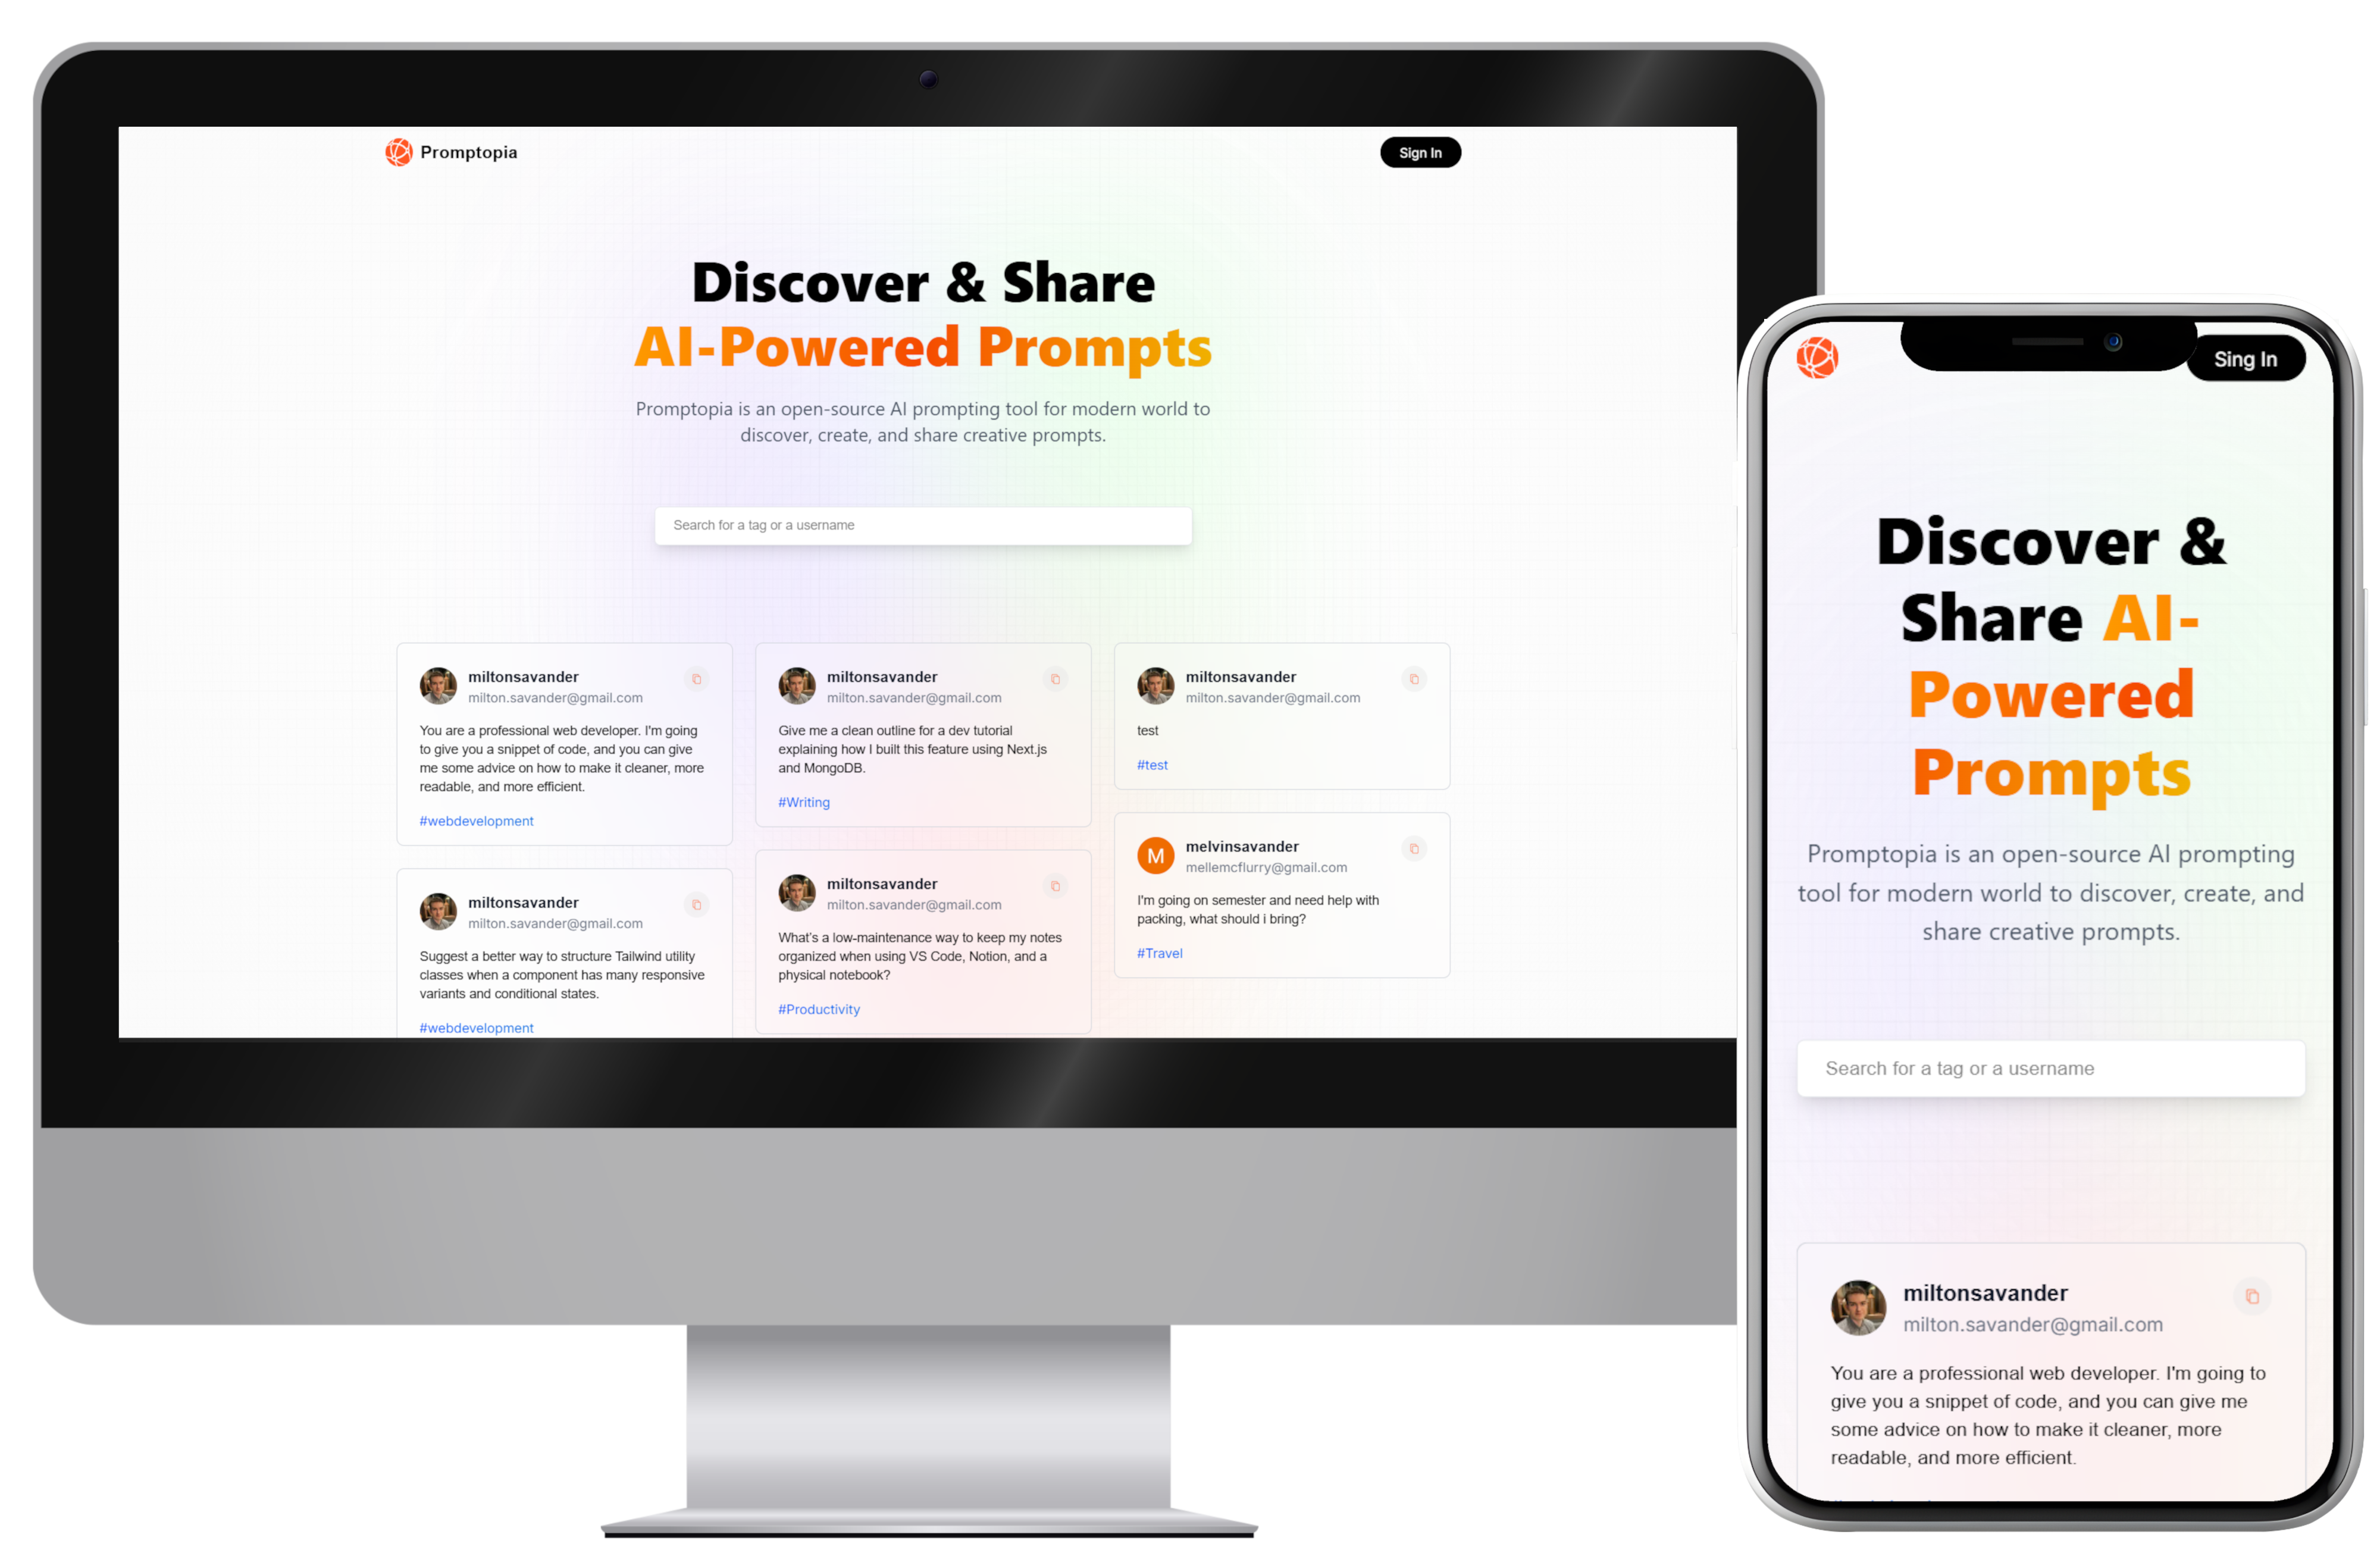 Promptopia
Sign In
Discover & Share
AI-Powered Prompts
Promptopia is an open-source AI prompting tool for modern world to
discover, create, and share creative prompts.
Search for a tag or a username
miltonsavander
milton.savander@gmail.com
You are a professional web developer. I'm going
to give you a snippet of code, and you can give
me some advice on how to make it cleaner, more
readable, and more efficient.
#webdevelopment
miltonsavander
milton.savander@gmail.com
Suggest a better way to structure Tailwind utility
classes when a component has many responsive
variants and conditional states.
#webdevelopment
miltonsavander
milton.savander@gmail.com
Give me a clean outline for a dev tutorial
explaining how I built this feature using Next.js
and MongoDB.
#Writing
miltonsavander
milton.savander@gmail.com
What's a low-maintenance way to keep my notes
organized when using VS Code, Notion, and a
physical notebook?
#Productivity
miltonsavander
milton.savander@gmail.com
test
#test
M
melvinsavander
mellemcflurry@gmail.com
I'm going on semester and need help with
packing, what should i bring?
#Travel
Sing In
Discover &
Share AI-
Powered
Prompts
Promptopia is an open-source AI prompting
tool for modern world to discover, create, and
share creative prompts.
Search for a tag or a username
miltonsavander
milton.savander@gmail.com
You are a professional web developer. I'm going to
give you a snippet of code, and you can give me
some advice on how to make it cleaner, more
readable, and more efficient.